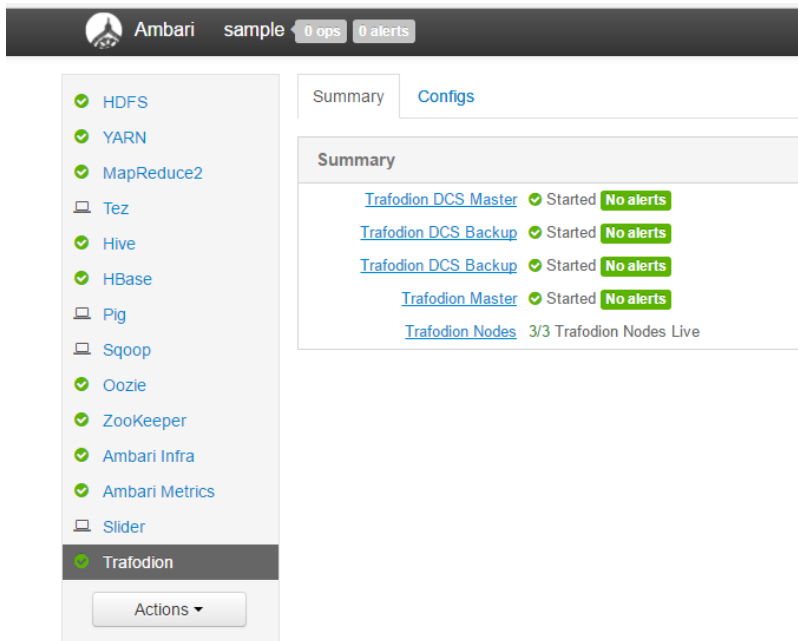 Ambari sample 0 ops 0 alerts
HDFS
YARN
MapReduce2
Tez
Hive
HBase
Pig
Sqoop
Oozie
ZooKeeper
Ambari Infra
Ambari Metrics
Slider
Trafodion
Actions
Summary Configs
Summary
Trafodion DCS Master Started No alerts
Trafodion DCS Backup Started No alerts
Trafodion DCS Backup Started No alerts
Trafodion Master Started No alerts
Trafodion Nodes 3/3 Trafodion Nodes Live